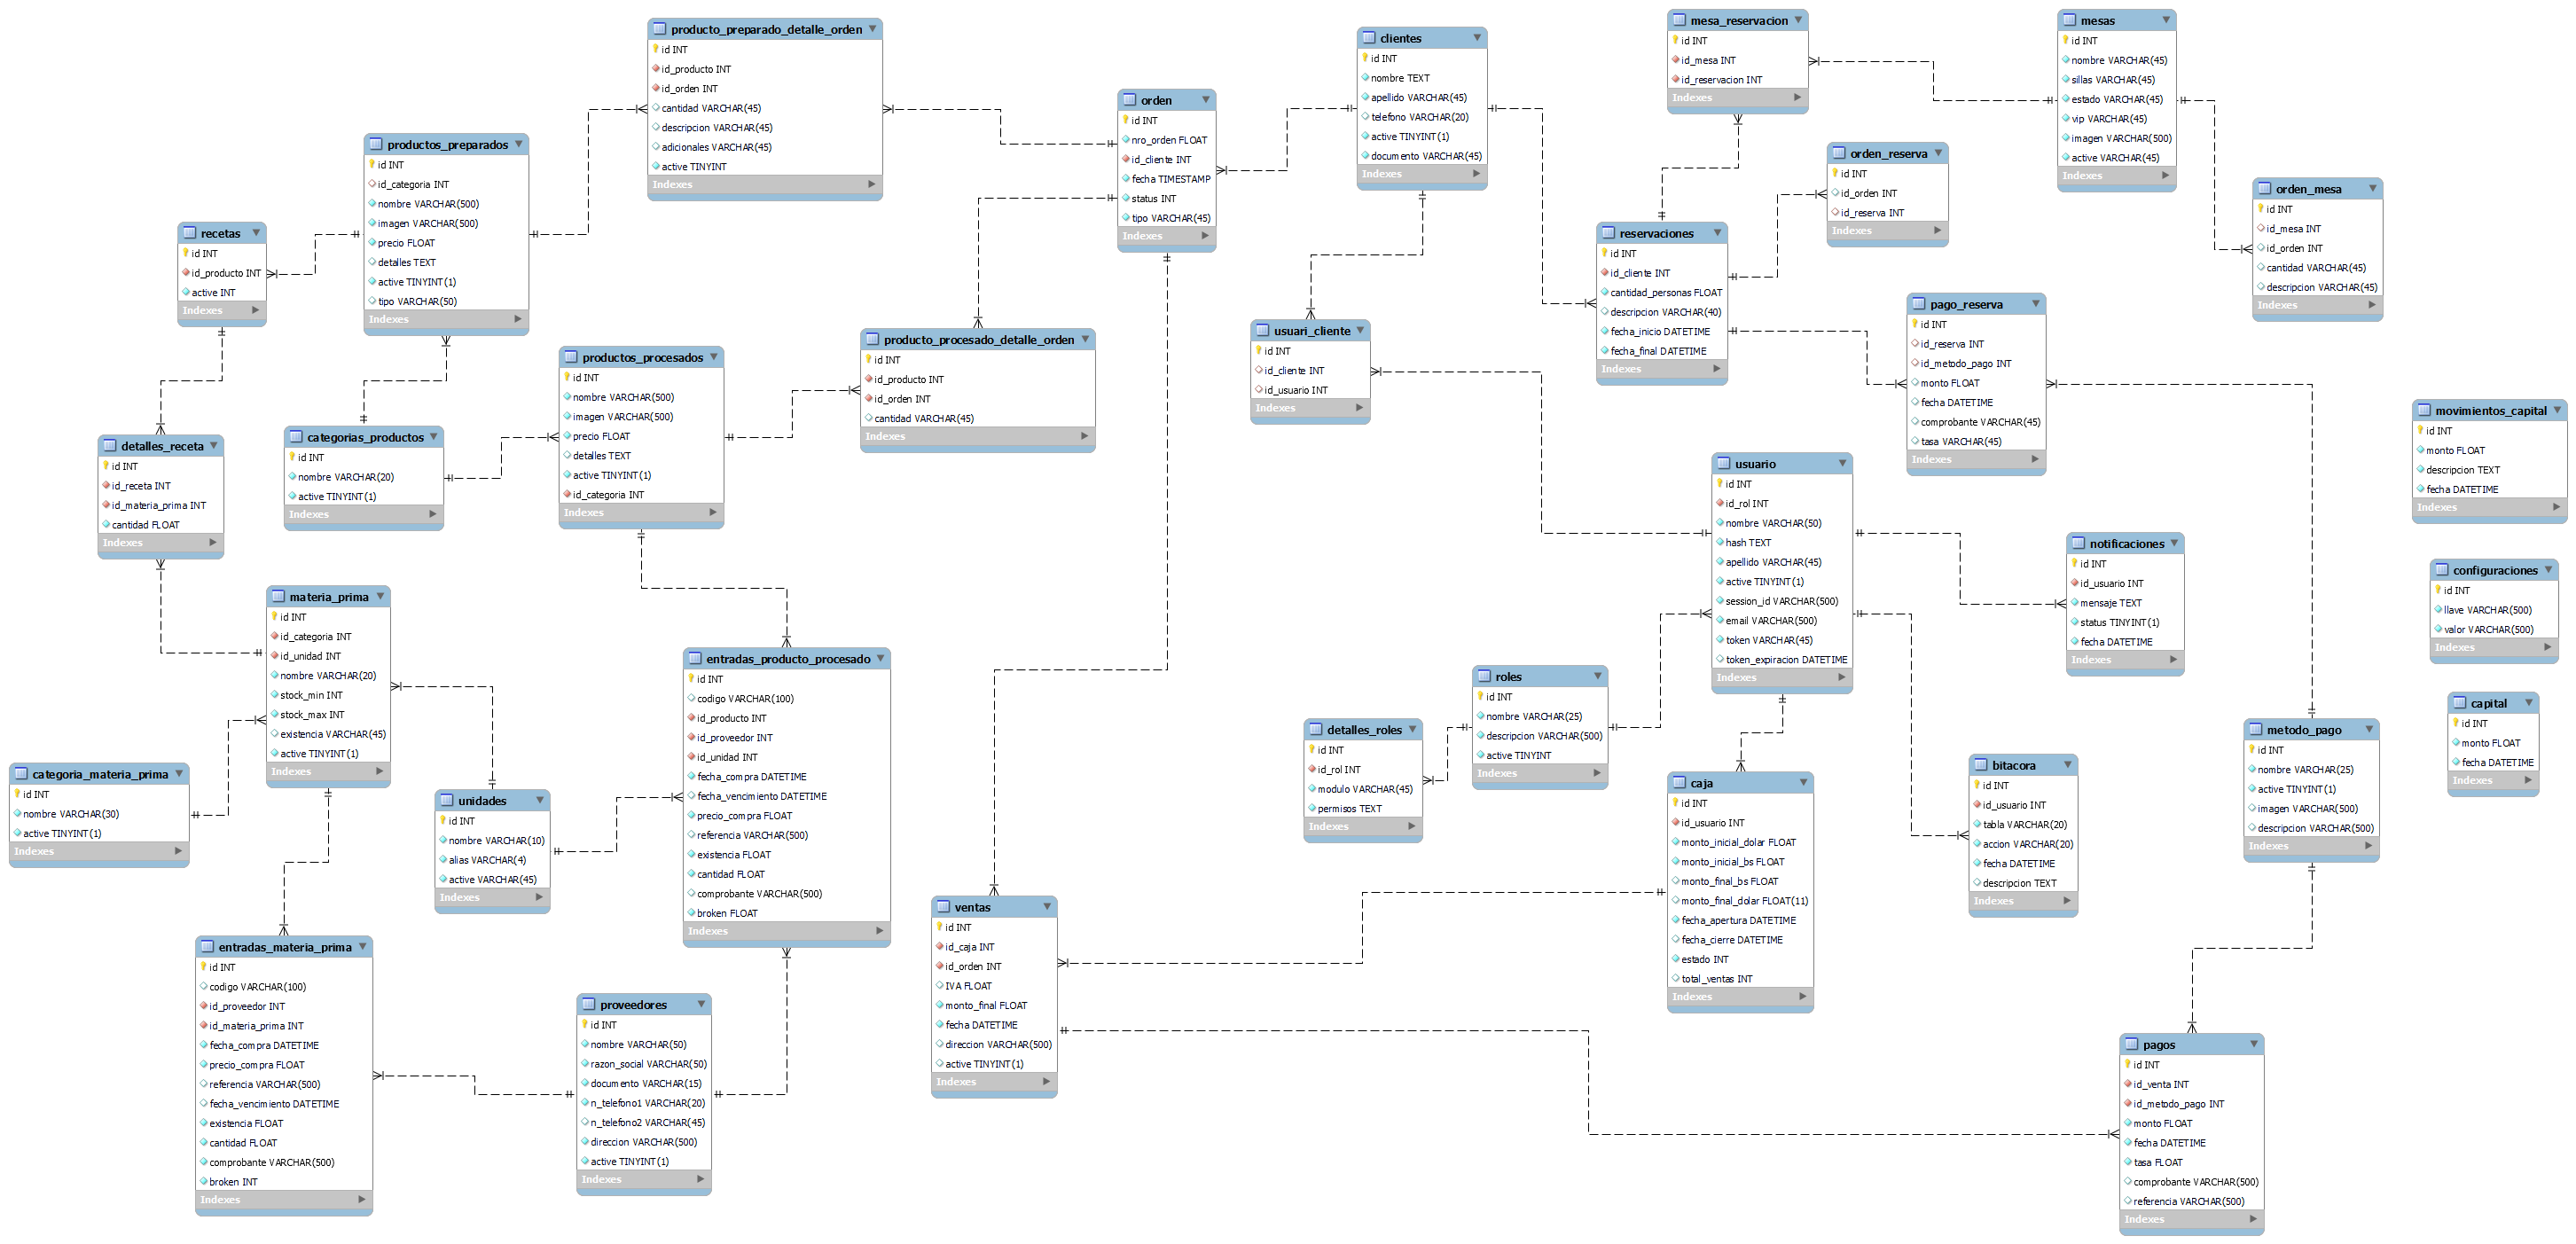 producto_preparado_detalle_orden
id INT
id_producto INT
id_orden INT
cantidad VARCHAR(45)
descripcion VARCHAR(45)
adicionales VARCHAR(45)
active TINYINT
Indexes
clientes
id INT
nombre TEXT
apellido VARCHAR(45)
telefono VARCHAR(20)
active TINYINT(1)
documento VARCHAR(45)
Indexes
mesa_reservacion
id INT
id_mesa INT
id_reservacion INT
Indexes
mesas
id INT
nombre VARCHAR(45)
sillas VARCHAR(45)
estado VARCHAR(45)
vip VARCHAR(45)
imagen VARCHAR(500)
active VARCHAR(45)
Indexes
orden
id INT
nro_orden FLOAT
id_cliente INT
fecha TIMESTAMP
status INT
tipo VARCHAR(45)
Indexes
productos_preparados
id INT
id_categoria INT
nombre VARCHAR(500)
imagen VARCHAR(500)
precio FLOAT
detalles TEXT
active TINYINT(1)
tipo VARCHAR(50)
Indexes
orden_reserva
id INT
id_orden INT
id_reserva INT
Indexes
orden_mesa
id INT
id_mesa INT
id_orden INT
cantidad VARCHAR(45)
descripcion VARCHAR(45)
Indexes
recetas
id INT
id_producto INT
active INT
Indexes
reservaciones
id INT
id_cliente INT
cantidad_personas FLOAT
descripcion VARCHAR(40)
fecha_inicio DATETIME
fecha_final DATETIME
Indexes
pago_reserva
id INT
id_reserva INT
id_metodo_pago INT
monto FLOAT
fecha DATETIME
comprobante VARCHAR(45)
tasa VARCHAR(45)
Indexes
usuari_cliente
id INT
id_cliente INT
id_usuario INT
Indexes
producto_procesado_detalle_orden
id INT
id_producto INT
id_orden INT
cantidad VARCHAR(45)
Indexes
productos_procesados
id INT
nombre VARCHAR(500)
imagen VARCHAR(500)
precio FLOAT
detalles TEXT
active TINYINT(1)
id_categoria INT
Indexes
movimientos_capital
id INT
monto FLOAT
descripcion TEXT
fecha DATETIME
Indexes
categorias_productos
id INT
nombre VARCHAR(20)
active TINYINT(1)
Indexes
detalles_receta
id INT
id_receta INT
id_materia_prima INT
cantidad FLOAT
Indexes
usuario
id INT
id_rol INT
nombre VARCHAR(50)
hash TEXT
apellido VARCHAR(45)
active TINYINT(1)
session_id VARCHAR(500)
email VARCHAR(500)
token VARCHAR(45)
token_expiracion DATETIME
Indexes
notificaciones
id INT
id_usuario INT
mensaje TEXT
status TINYINT(1)
fecha DATETIME
Indexes
configuraciones
id INT
llave VARCHAR(500)
valor VARCHAR(500)
Indexes
materia_prima
id INT
id_categoria INT
id_unidad INT
nombre VARCHAR(20)
stock_min INT
stock_max INT
existencia VARCHAR(45)
active TINYINT(1)
Indexes
entradas_producto_procesado
id INT
codigo VARCHAR(100)
id_producto INT
id_proveedor INT
id_unidad INT
fecha_compra DATETIME
fecha_vencimiento DATETIME
precio_compra FLOAT
referencia VARCHAR(500)
existencia FLOAT
cantidad FLOAT
comprobante VARCHAR(500)
broken FLOAT
Indexes
roles
id INT
nombre VARCHAR(25)
descripcion VARCHAR(500)
active TINYINT
Indexes
capital
id INT
monto FLOAT
fecha DATETIME
Indexes
detalles_roles
id INT
id_rol INT
modulo VARCHAR(45)
permisos TEXT
Indexes
metodo_pago
id INT
nombre VARCHAR(25)
active TINYINT(1)
imagen VARCHAR(500)
descripcion VARCHAR(500)
Indexes
bitacora
id INT
id_usuario INT
tabla VARCHAR(20)
accion VARCHAR(20)
fecha DATETIME
descripcion TEXT
Indexes
categoria_materia_prima
id INT
nombre VARCHAR(30)
active TINYINT(1)
Indexes
caja
id INT
id_usuario INT
monto_inicial_dolar FLOAT
monto_inicial_bs FLOAT
monto_final_bs FLOAT
monto_final_dolar FLOAT(11)
fecha_apertura DATETIME
fecha_cierre DATETIME
estado INT
total_ventas INT
Indexes
unidades
id INT
nombre VARCHAR(10)
alias VARCHAR(4)
active VARCHAR(45)
Indexes
ventas
id INT
id_caja INT
id_orden INT
IVA FLOAT
monto_final FLOAT
fecha DATETIME
direccion VARCHAR(500)
active TINYINT(1)
Indexes
entradas_materia_prima
id INT
codigo VARCHAR(100)
id_proveedor INT
id_materia_prima INT
fecha_compra DATETIME
precio_compra FLOAT
referencia VARCHAR(500)
fecha_vencimiento DATETIME
existencia FLOAT
cantidad FLOAT
comprobante VARCHAR(500)
broken INT
Indexes
proveedores
id INT
nombre VARCHAR(50)
razon_social VARCHAR(50)
documento VARCHAR(15)
n_telefono1 VARCHAR(20)
n_telefono2 VARCHAR(45)
direccion VARCHAR(500)
active TINYINT(1)
Indexes
pagos
id INT
id_venta INT
id_metodo_pago INT
monto FLOAT
fecha DATETIME
tasa FLOAT
comprobante VARCHAR(500)
referencia VARCHAR(500)
Indexes